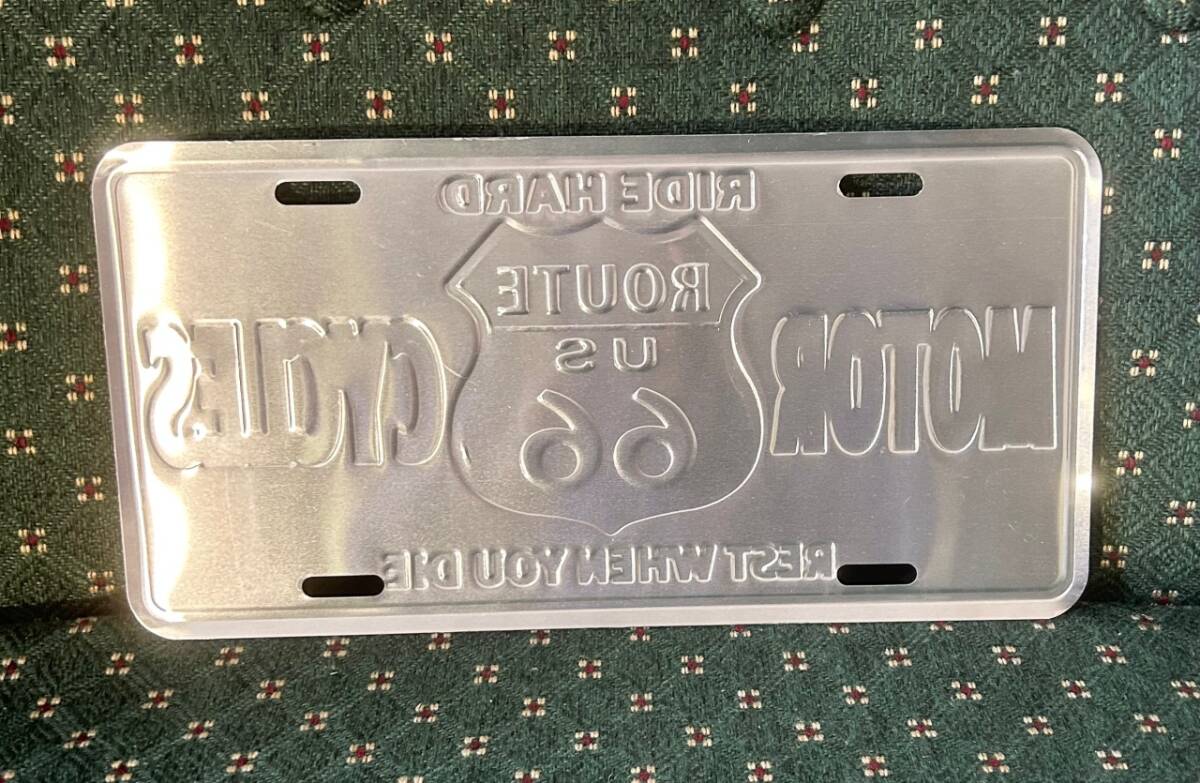 RIDE HARD
ROUTE
US
66
MOTOR CYCLES
REST WHEN YOU DIE